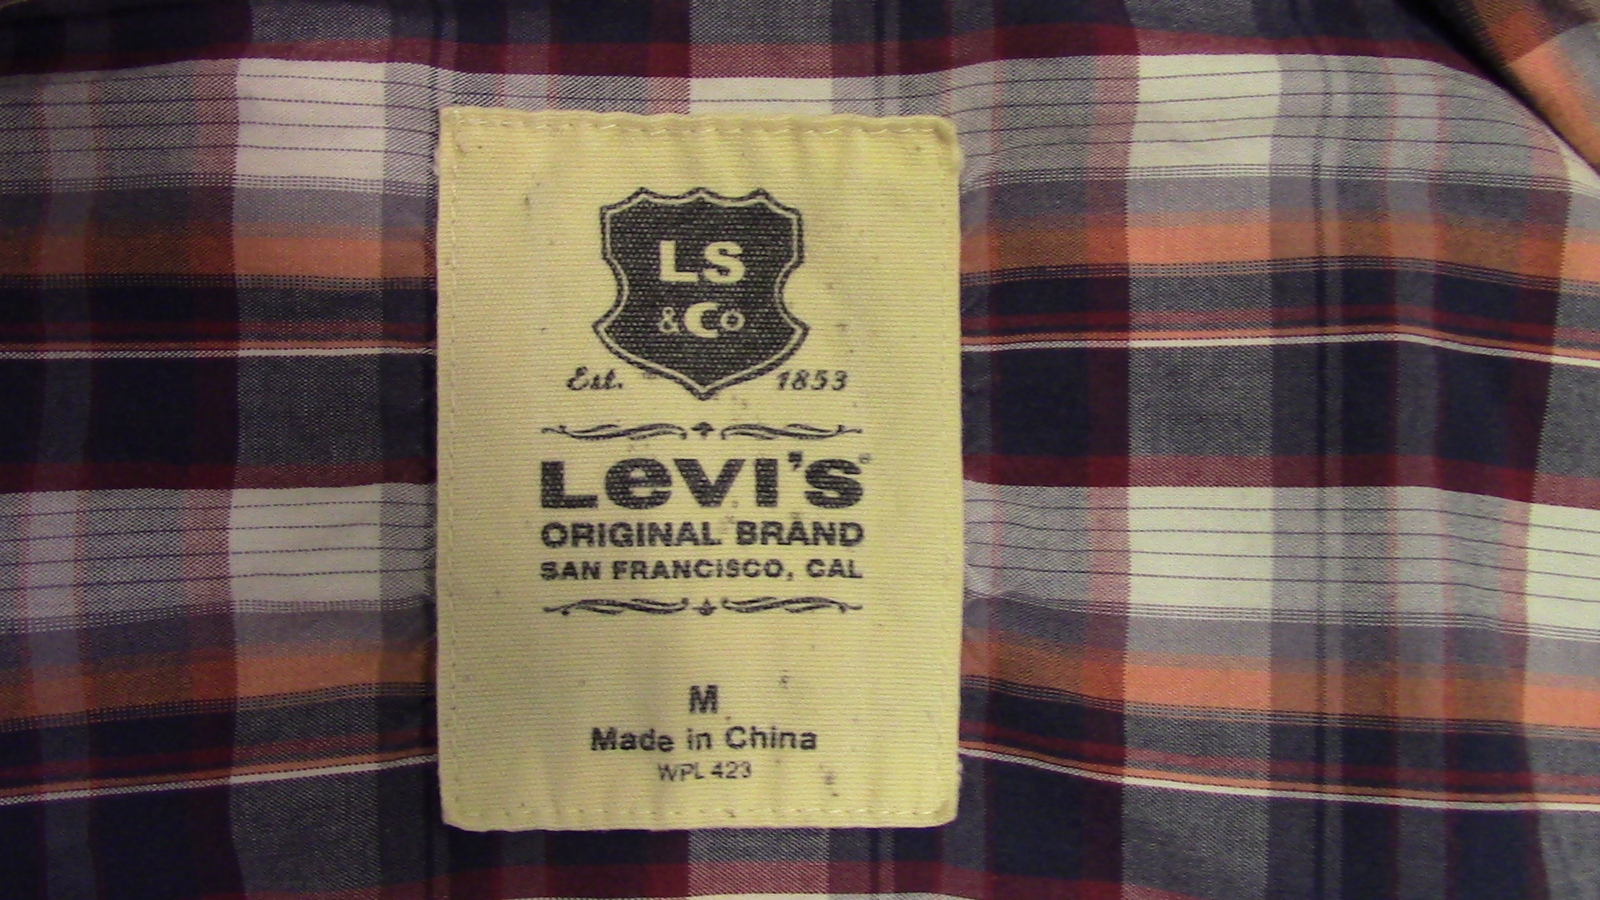 LS
&Co
Est. 1853
Levi's®
ORIGINAL BRAND
SAN FRANCISCO, CAL
M
Made in China
WPL 423